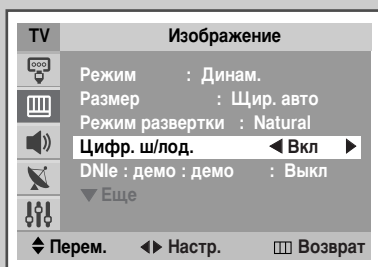 TV Изображение
Режим : Динам.
Размер : Щир. авто
Режим развертки : Natural
Цифр. ш/лод. Вкл
DNIe : демо : демо : Выкл
Еще
Перем. Настр. Возврат